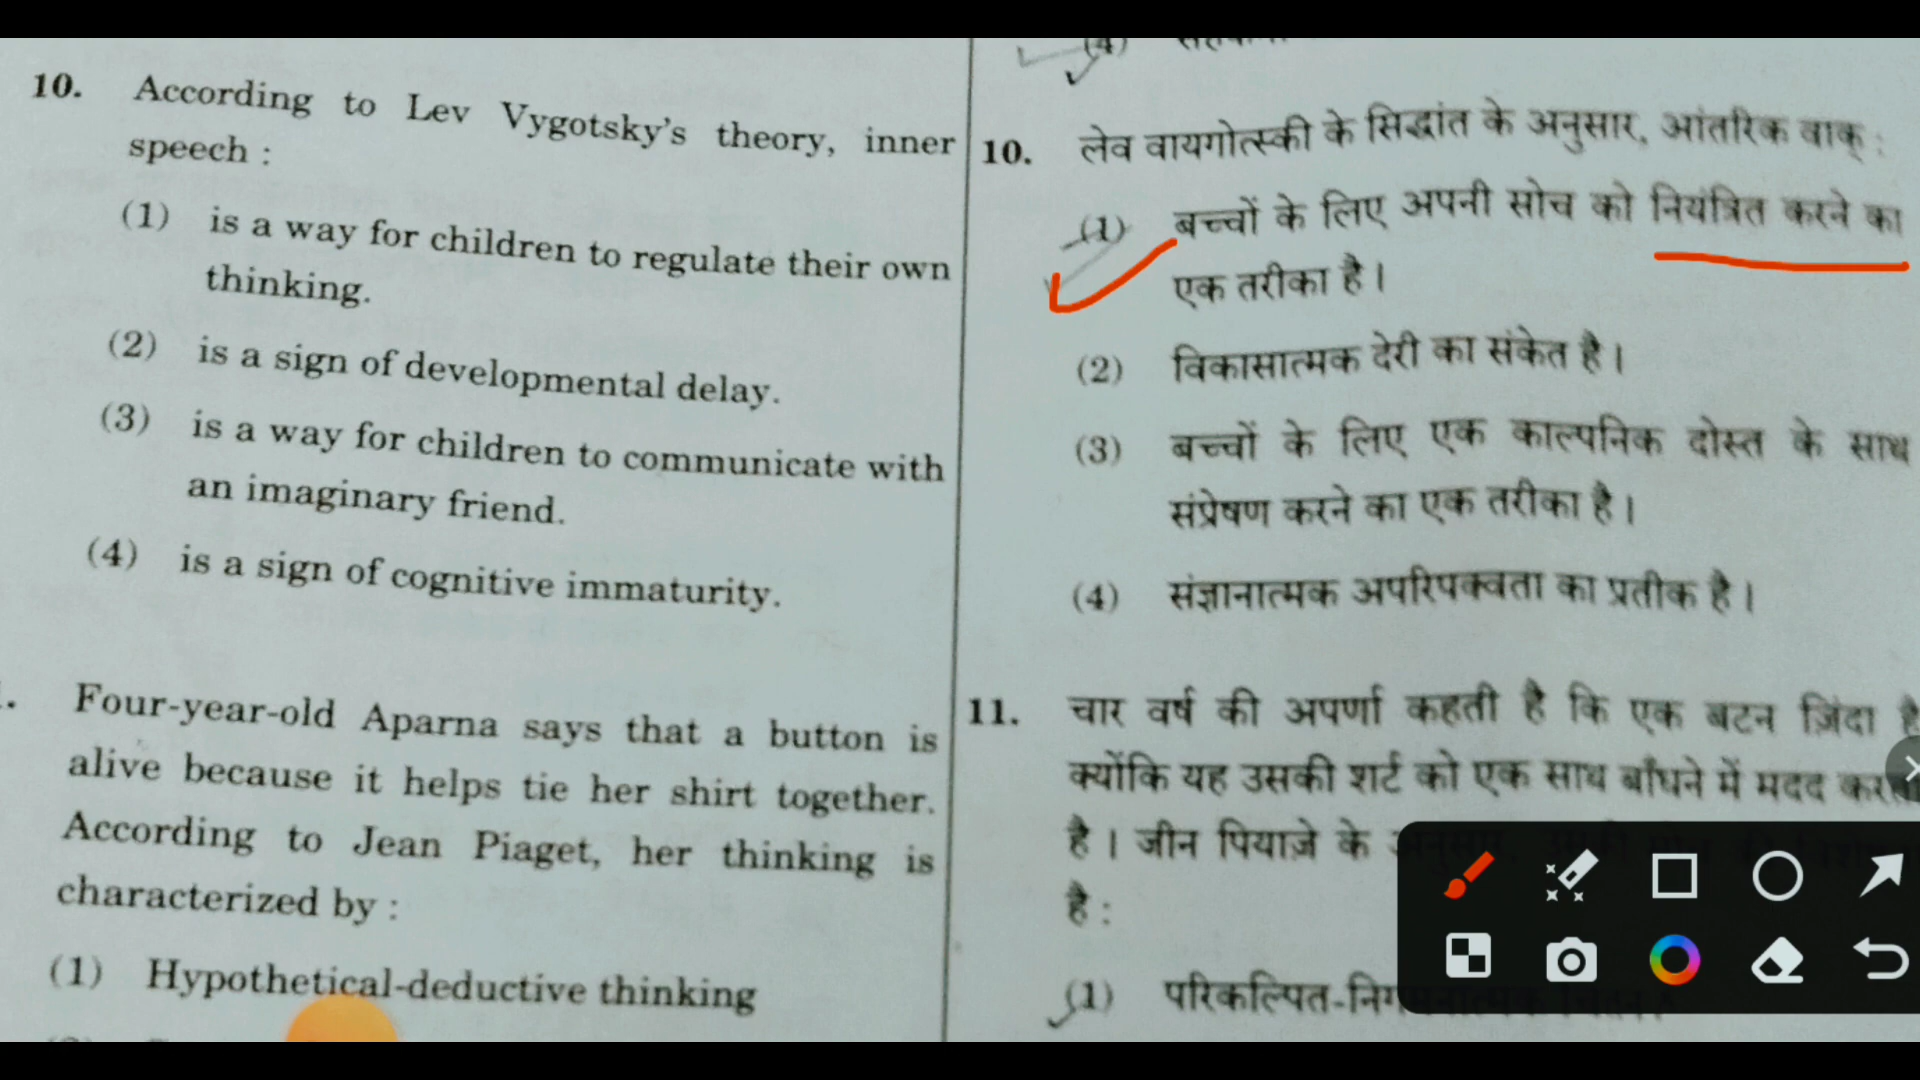 10. According to Lev Vygotsky's theory, inner
speech :
(1) is a way for children to regulate their own
thinking.
(2) is a sign of developmental delay.
(3) is a way for children to communicate with
an imaginary friend.
(4) is a sign of cognitive immaturity.
. Four-year-old Aparna says that a button is
alive because it helps tie her shirt together.
According to Jean Piaget, her thinking is
characterized by :
(1) Hypothetical-deductive thinking
(4)
10. लेव वायगोत्स्की के सिद्धांत के अनुसार, आंतरिक वाक् :
(1) बच्चों के लिए अपनी सोच को नियंत्रित करने का
एक तरीका है।
(2) विकासात्मक देरी का संकेत है।
(3) बच्चों के लिए एक काल्पनिक दोस्त के साथ
संप्रेषण करने का एक तरीका है।
(4) संज्ञानात्मक अपरिपक्वता का प्रतीक है।
11. चार वर्ष की अपर्णा कहती है कि एक बटन ज़िंदा है
क्योंकि यह उसकी शर्ट को एक साथ बाँधने में मदद
है। जीन पियाज़े के अनुसार,
है :
(1)